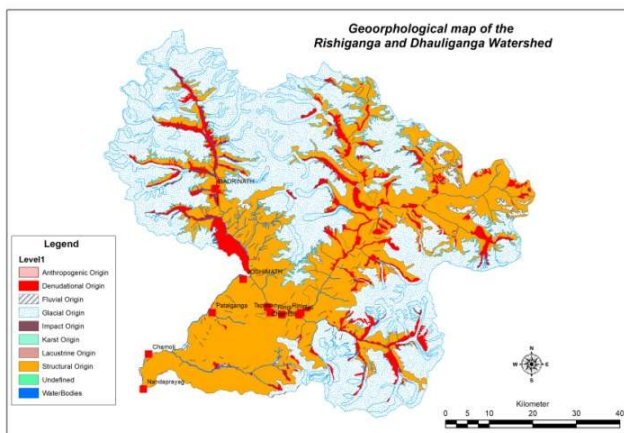 Geoorphological map of the
Rishiganga and Dhauliganga Watershed
BADRINATH
JOSHIMATH
Patalganga
Chamoli
Nandaprayag
Legend
Level1
Anthropogenic Origin
Denudational Origin
Fluvial Origin
Glacial Origin
Impact Origin
Karst Origin
Lacustrine Origin
Structural Origin
Undefined
WaterBodies
N
W
E
S
Kilometer
0 5 10 20 30 40